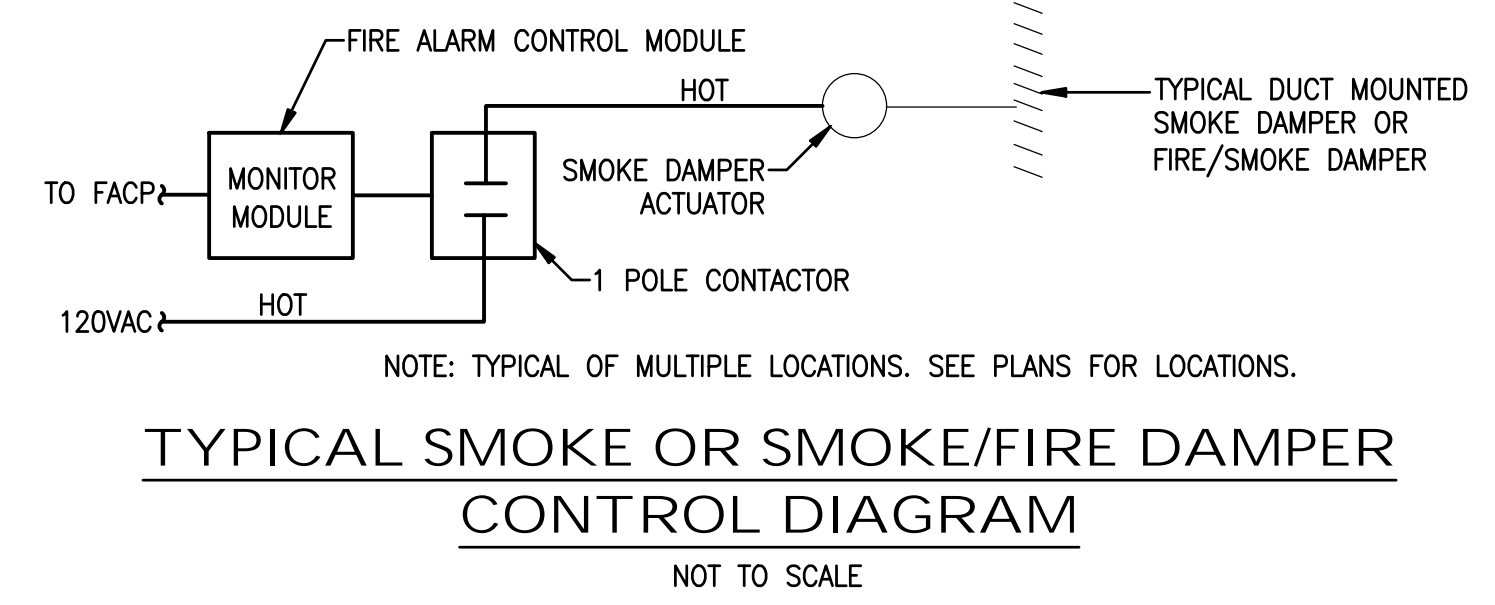 FIRE ALARM CONTROL MODULE
HOT
TYPICAL DUCT MOUNTED
SMOKE DAMPER OR
FIRE/SMOKE DAMPER
TO FACP
MONITOR
MODULE
SMOKE DAMPER
ACTUATOR
1 POLE CONTACTOR
HOT
120VAC
NOTE: TYPICAL OF MULTIPLE LOCATIONS. SEE PLANS FOR LOCATIONS.
TYPICAL SMOKE OR SMOKE/FIRE DAMPER
CONTROL DIAGRAM
NOT TO SCALE